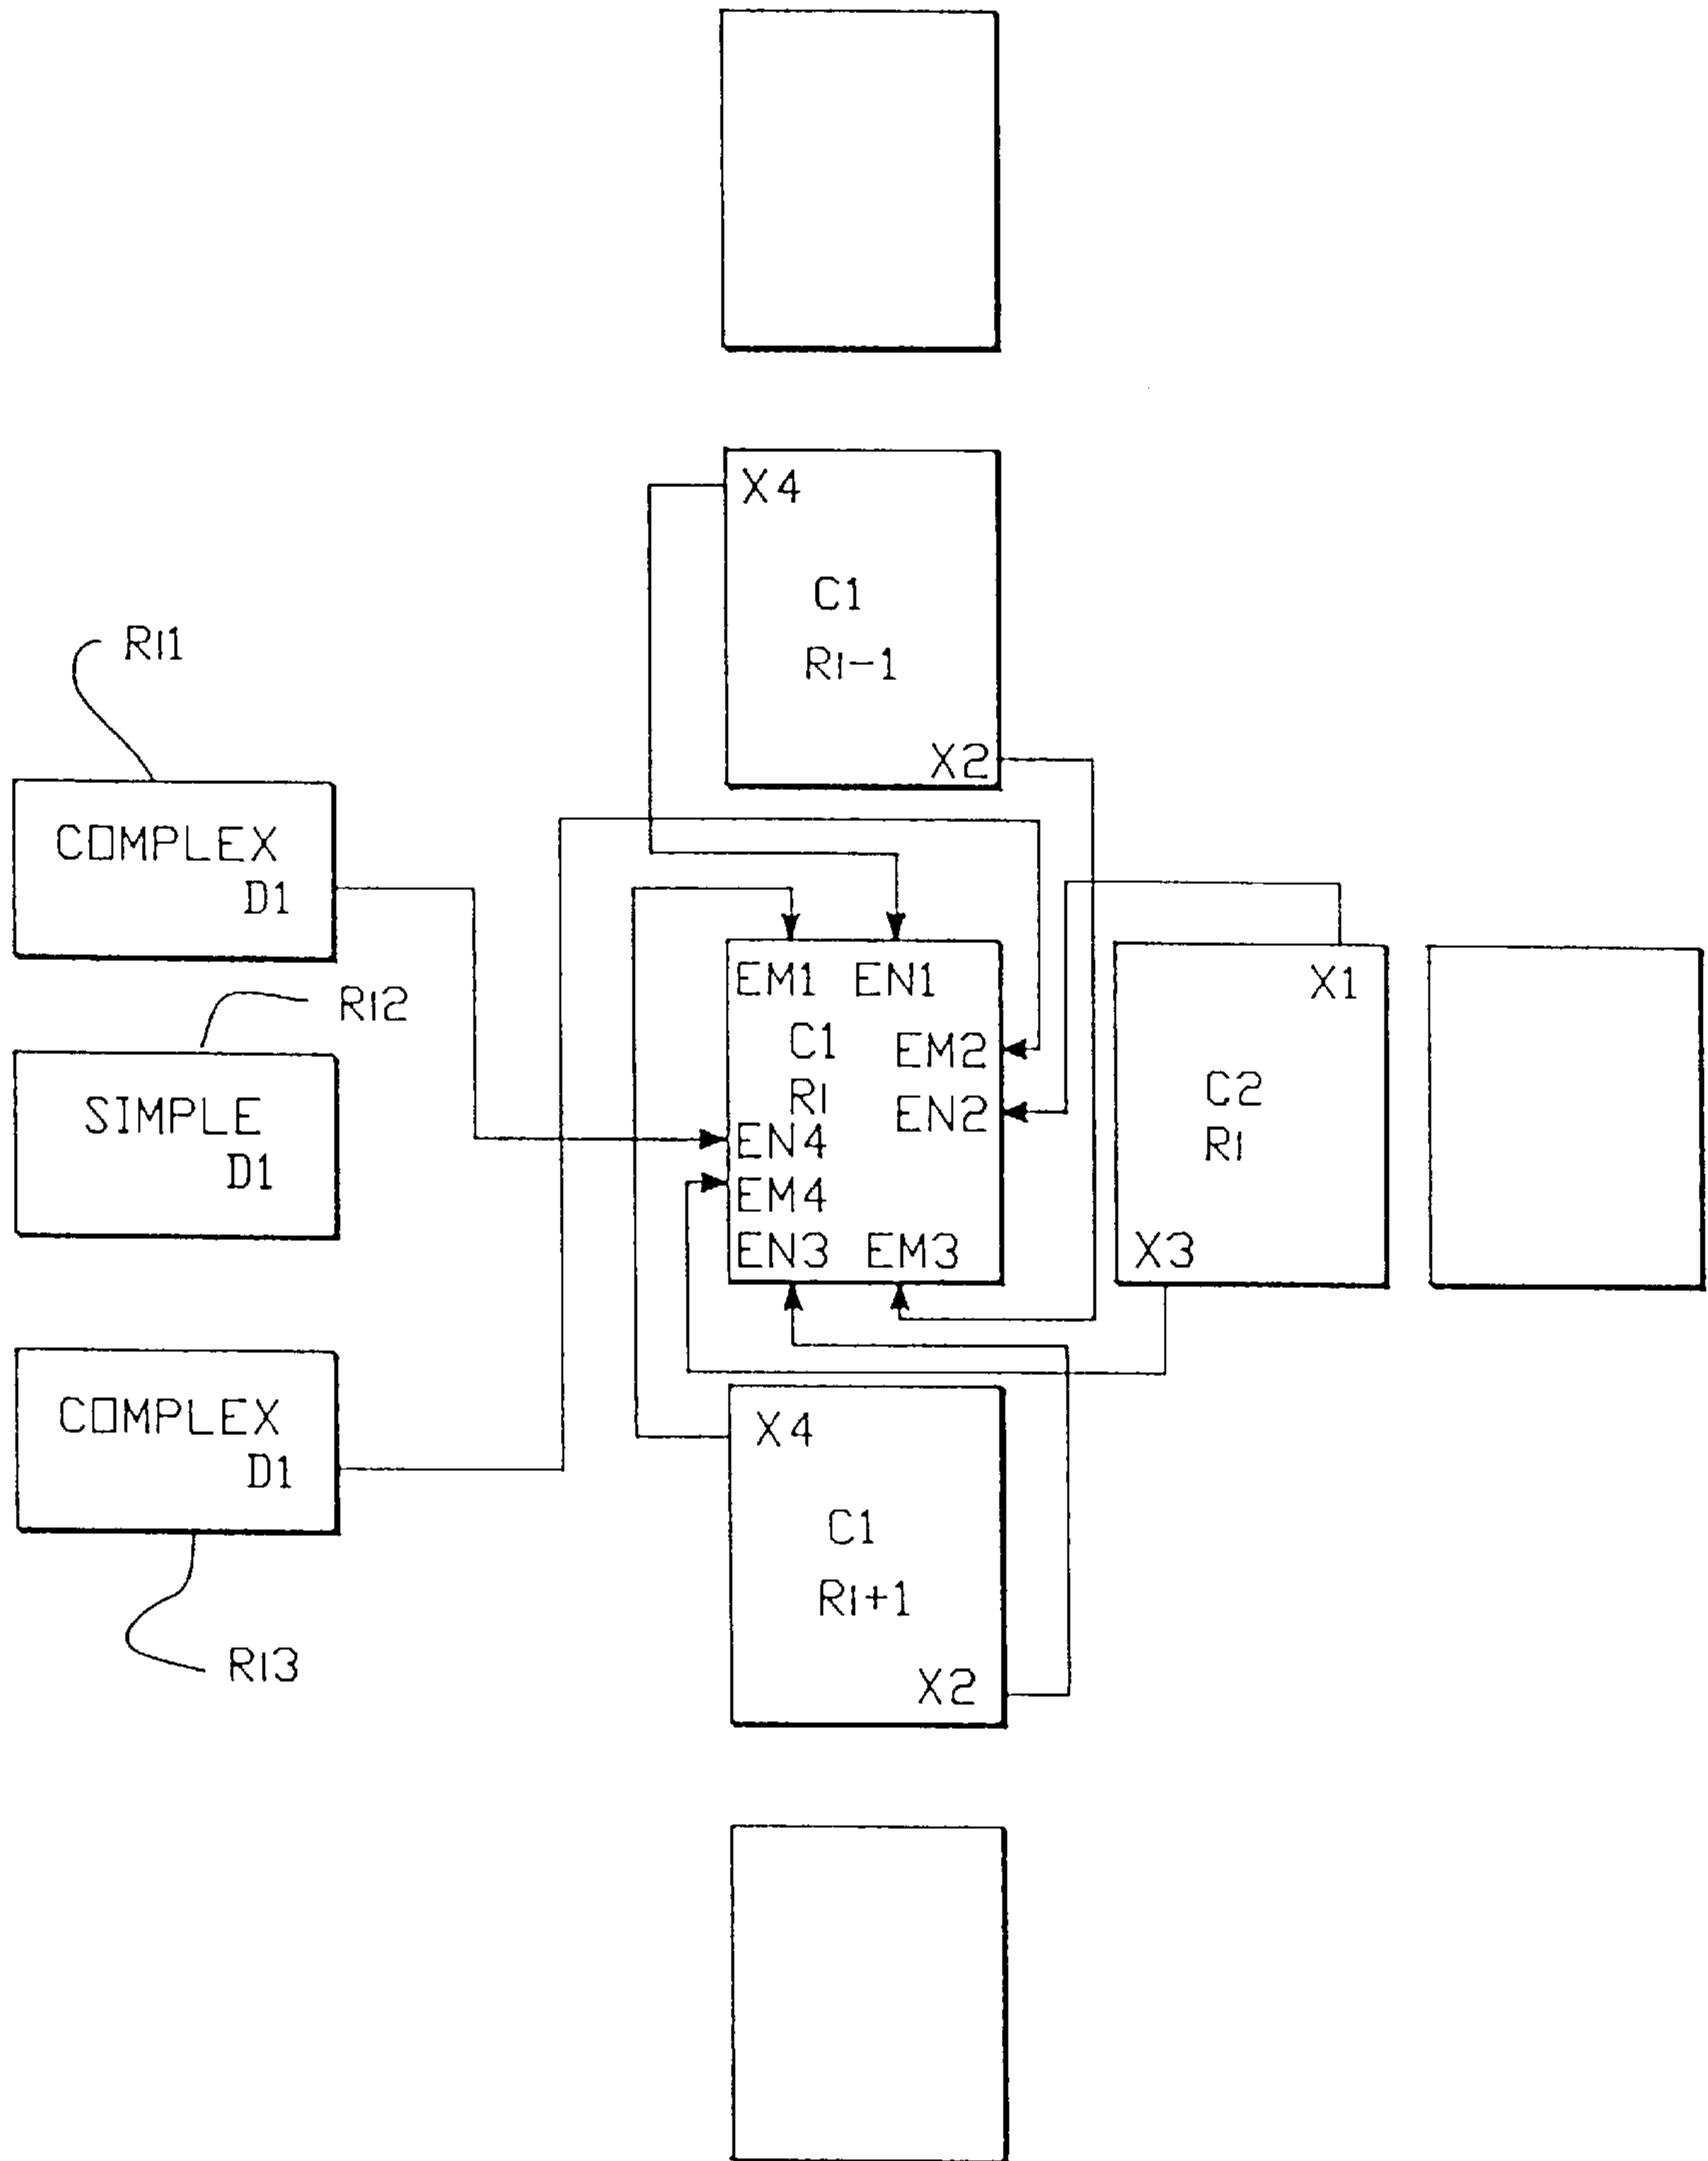 X4
C1
RI-1
X2
RI1
COMPLEX
D1
RI2
SIMPLE
D1
COMPLEX
D1
RI3
EM1 EN1
C1
RI
EM2
EN2
EN4
EM4
EN3 EM3
X1
C2
RI
X3
X4
C1
RI+1
X2